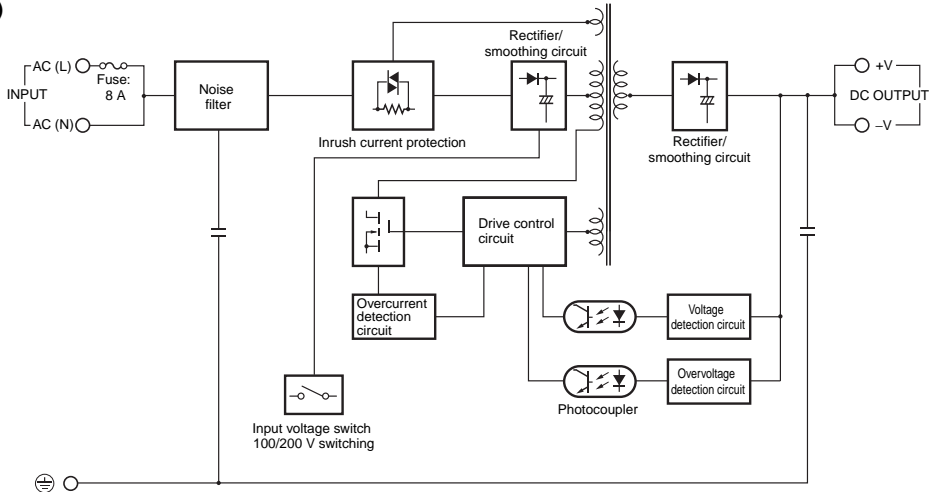 )
AC (L)
Fuse:
8 A
INPUT
AC (N)
Noise
filter
Inrush current protection
Rectifier/
smoothing circuit
Rectifier/
smoothing circuit
+V
DC OUTPUT
–V
Drive control
circuit
Overcurrent
detection
circuit
Voltage
detection circuit
Overvoltage
detection circuit
Photocoupler
Input voltage switch
100/200 V switching